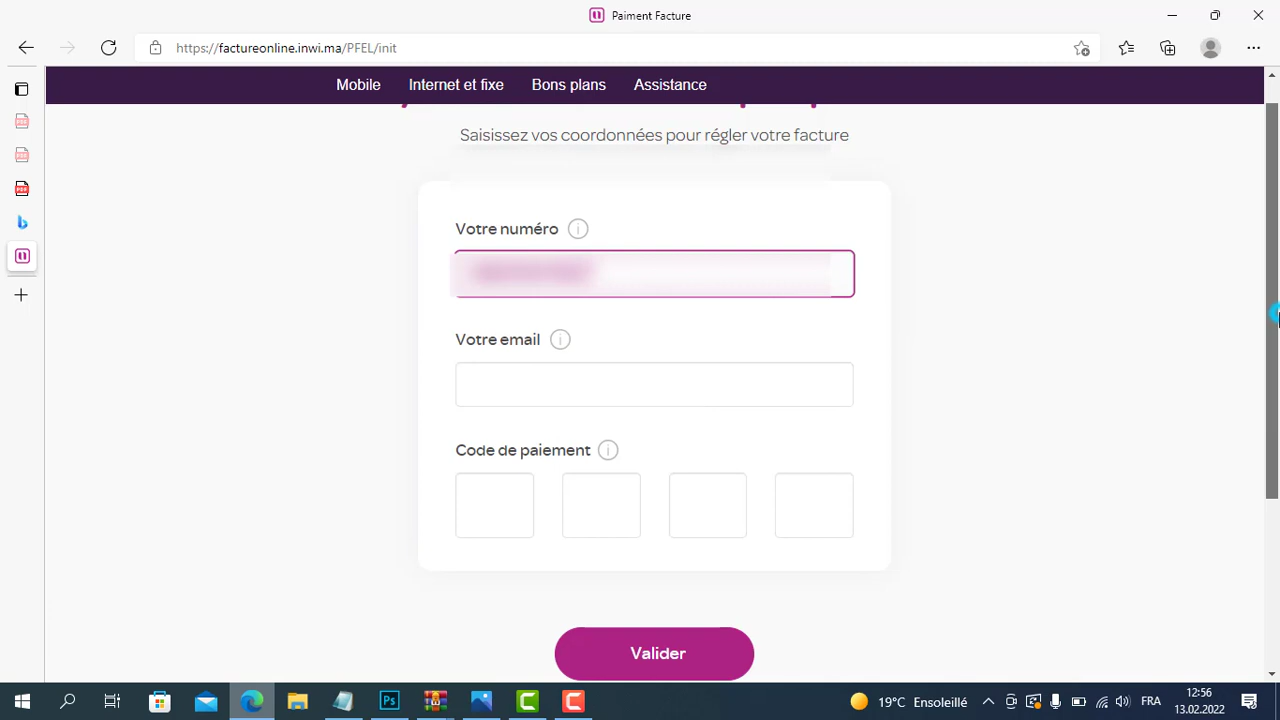 Paiment Facture
https://factureonline.inwi.ma/PFEL/init
Mobile Internet et fixe Bons plans Assistance
Saisissez vos coordonnées pour régler votre facture
Votre numéro i
Votre email i
Code de paiement i
Valider
19°C Ensoleillé FRA 12:56
13.02.2022